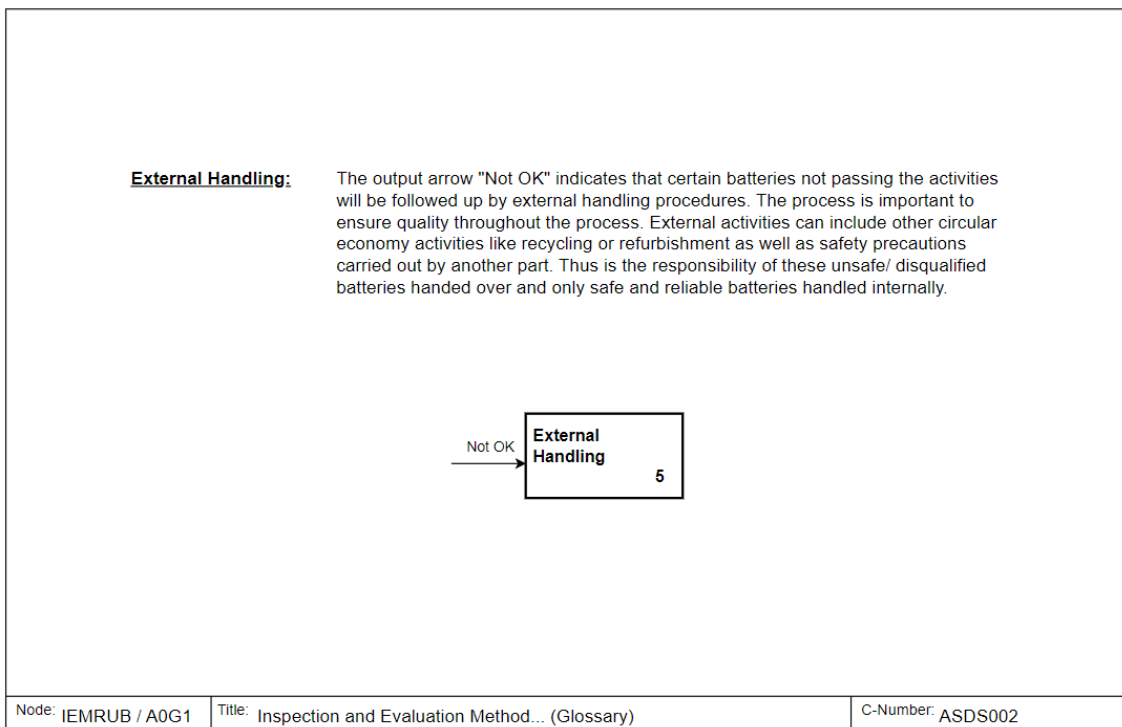 External Handling:
The output arrow "Not OK" indicates that certain batteries not passing the activities
will be followed up by external handling procedures. The process is important to
ensure quality throughout the process. External activities can include other circular
economy activities like recycling or refurbishment as well as safety precautions
carried out by another part. Thus is the responsibility of these unsafe/ disqualified
batteries handed over and only safe and reliable batteries handled internally.
Not OK
External
Handling
5
Node: IEMRUB / A0G1
Title: Inspection and Evaluation Method... (Glossary)
C-Number: ASDS002